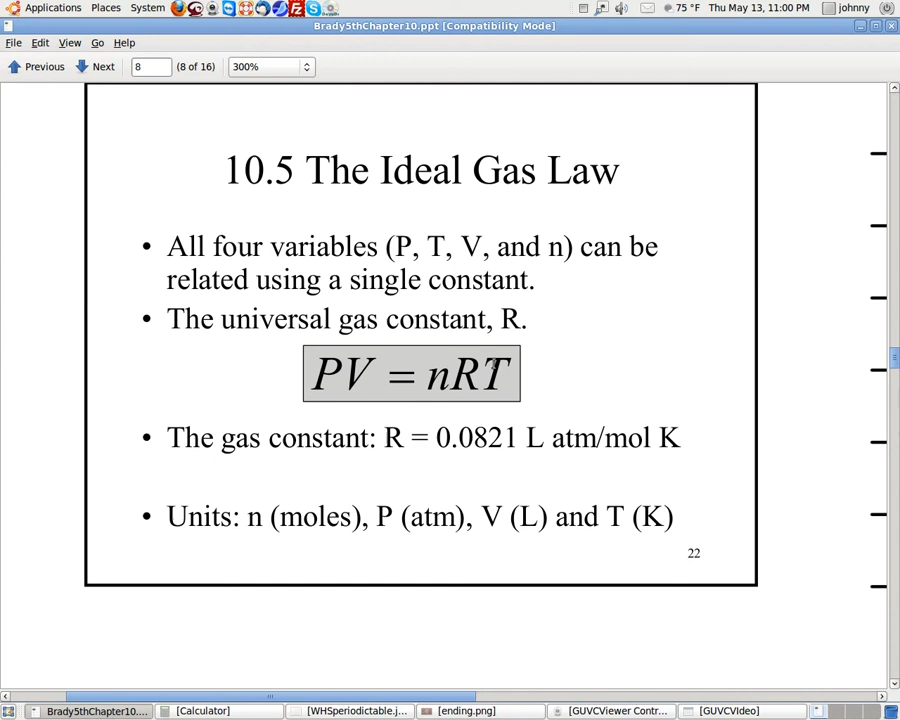 Applications Places System 75 °F Thu May 13, 11:00 PM johnny
Brady5thChapter10.ppt [Compatibility Mode]
File Edit View Go Help
Previous Next 8 (8 of 16) 300%
10.5 The Ideal Gas Law
• All four variables (P, T, V, and n) can be
related using a single constant.
• The universal gas constant, R.
PV = nRT
• The gas constant: R = 0.0821 L atm/mol K
• Units: n (moles), P (atm), V (L) and T (K)
22
Brady5thChapter10.... [Calculator] [WHSperiodictable.j... [ending.png] [GUVCViewer Contr... [GUVCVideo]